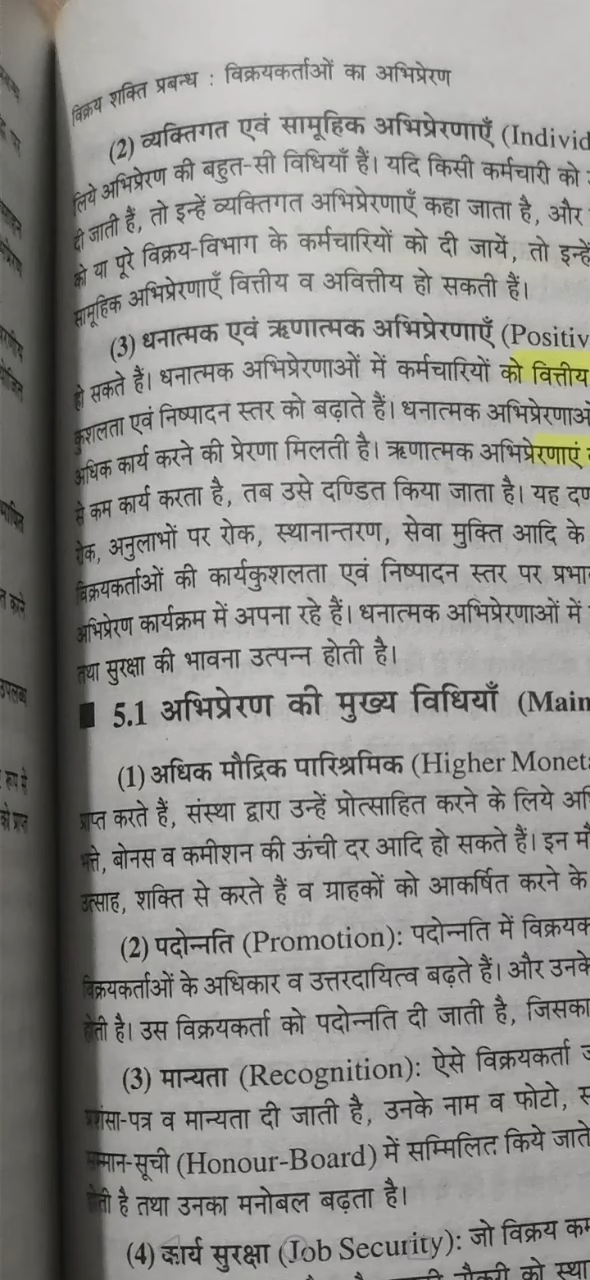 विक्रय शक्ति प्रबन्ध : विक्रयकर्ताओं का अभिप्रेरण
(2) व्यक्तिगत एवं सामूहिक अभिप्रेरणाएँ (Individ
लिये अभिप्रेरण की बहुत-सी विधियाँ हैं। यदि किसी कर्मचारी को
दी जाती हैं, तो इन्हें व्यक्तिगत अभिप्रेरणाएँ कहा जाता है, और
को या पूरे विक्रय-विभाग के कर्मचारियों को दी जायें, तो इन्हें
सामूहिक अभिप्रेरणाएँ वित्तीय व अवित्तीय हो सकती हैं।
(3) धनात्मक एवं ऋणात्मक अभिप्रेरणाएँ (Positiv
हो सकते हैं। धनात्मक अभिप्रेरणाओं में कर्मचारियों को वित्तीय
कुशलता एवं निष्पादन स्तर को बढ़ाते हैं। धनात्मक अभिप्रेरणाओ
अधिक कार्य करने की प्रेरणा मिलती है। ऋणात्मक अभिप्रेरणाएं
से कम कार्य करता है, तब उसे दण्डित किया जाता है। यह दण
रोक, अनुलाभों पर रोक, स्थानान्तरण, सेवा मुक्ति आदि के
विक्रयकर्ताओं की कार्यकुशलता एवं निष्पादन स्तर पर प्रभा
अभिप्रेरण कार्यक्रम में अपना रहे हैं। धनात्मक अभिप्रेरणाओं में
तथा सुरक्षा की भावना उत्पन्न होती है।
5.1 अभिप्रेरण की मुख्य विधियाँ (Main
(1) अधिक मौद्रिक पारिश्रमिक (Higher Moneta
प्राप्त करते हैं, संस्था द्वारा उन्हें प्रोत्साहित करने के लिये अ
भत्ते, बोनस व कमीशन की ऊंची दर आदि हो सकते हैं। इन मौ
उत्साह, शक्ति से करते हैं व ग्राहकों को आकर्षित करने के
(2) पदोन्नति (Promotion): पदोन्नति में विक्रयक
विक्रयकर्ताओं के अधिकार व उत्तरदायित्व बढ़ते हैं। और उनके
होती है। उस विक्रयकर्ता को पदोन्नति दी जाती है, जिसका
(3) मान्यता (Recognition): ऐसे विक्रयकर्ता
प्रशंसा-पत्र व मान्यता दी जाती है, उनके नाम व फोटो, स
सम्मान-सूची (Honour-Board) में सम्मिलित किये जाते
होती है तथा उनका मनोबल बढ़ता है।
(4) कार्य सुरक्षा (Job Security): जो विक्रय कम
नौकरी को स्था